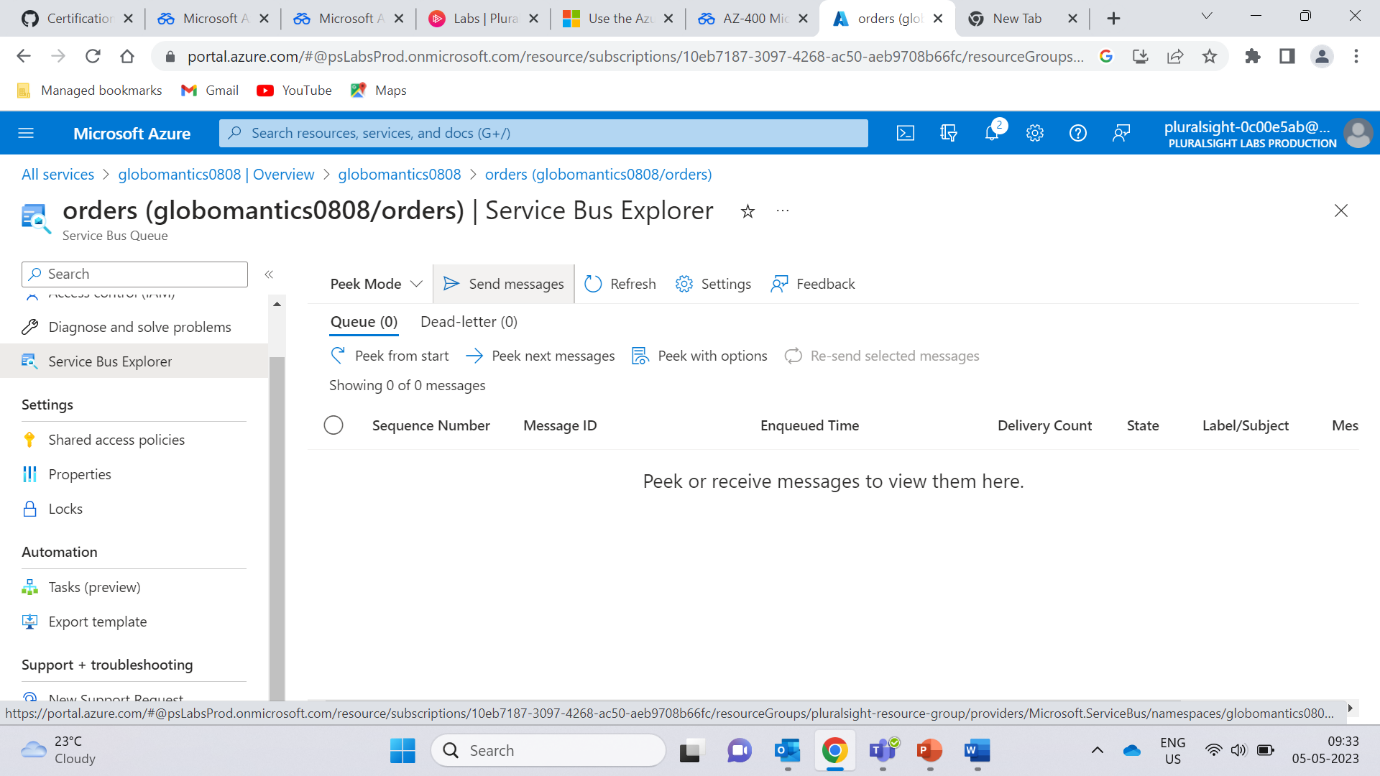 Certification
Microsoft A
Microsoft A
Labs | Plura
Use the Azu
AZ-400 Mic
orders (glo
New Tab
portal.azure.com/#@psLabsProd.onmicrosoft.com/resource/subscriptions/10eb7187-3097-4268-ac50-aeb9708b66fc/resourceGroups...
Managed bookmarks
Gmail
YouTube
Maps
Microsoft Azure
Search resources, services, and docs (G+/)
2
pluralsight-0c00e5ab@...
PLURALSIGHT LABS PRODUCTION
All services > globomantics0808 | Overview > globomantics0808 > orders (globomantics0808/orders)
orders (globomantics0808/orders) | Service Bus Explorer
Service Bus Queue
Search
Access control (IAM)
Diagnose and solve problems
Service Bus Explorer
Settings
Shared access policies
Properties
Locks
Automation
Tasks (preview)
Export template
Support + troubleshooting
New Support Request
Peek Mode
Send messages
Refresh
Settings
Feedback
Queue (0)
Dead-letter (0)
Peek from start
Peek next messages
Peek with options
Re-send selected messages
Showing 0 of 0 messages
Sequence Number
Message ID
Enqueued Time
Delivery Count
State
Label/Subject
Mes
Peek or receive messages to view them here.
https://portal.azure.com/#@psLabsProd.onmicrosoft.com/resource/subscriptions/10eb7187-3097-4268-ac50-aeb9708b66fc/resourceGroups/pluralsight-resource-group/providers/Microsoft.ServiceBus/namespaces/globomantics080...
23°C
Cloudy
Search
ENG
US
09:33
05-05-2023